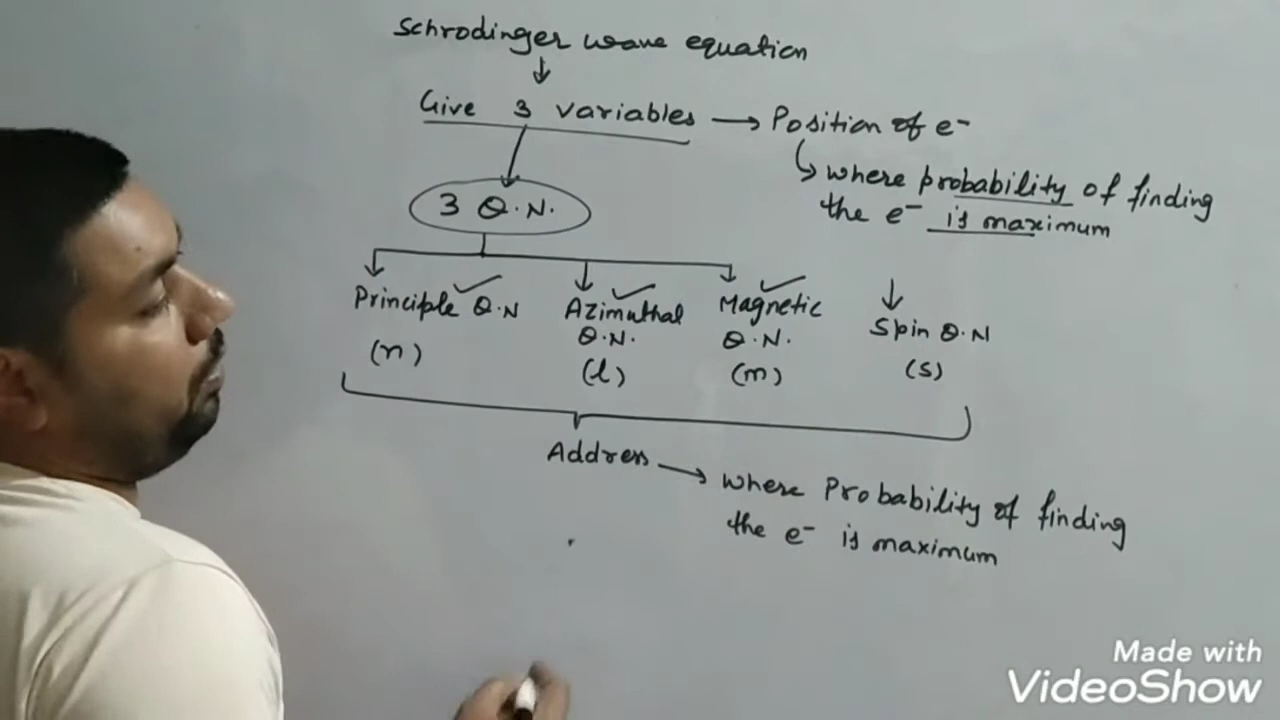 Schrodinger wave equation
Give 3 variables → Position of e-
where probability of finding
the e- is maximum
3 Q.N.
Principle Q.N
(n)
Azimuthal
Q.N.
(l)
Magnetic
Q.N.
(m)
Spin Q.N
(s)
Address → where Probability of finding
the e- is maximum
Made with
VideoShow